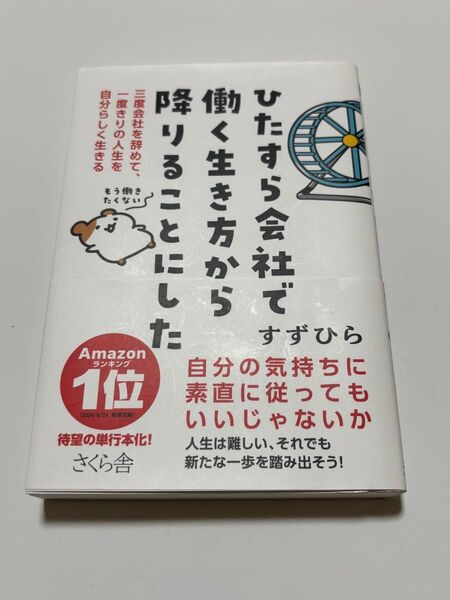 ひたすら会社で
働く生き方から
降りることにした
三度会社を辞めて、
一度きりの人生を
自分らしく生きる
もう働き
たくない
すずひら
Amazon
ランキング
1位
待望の単行本化!
さくら舎
自分の気持ちに
素直に従っても
いいじゃないか
人生は難しい、それでも
新たな一歩を踏み出そう!